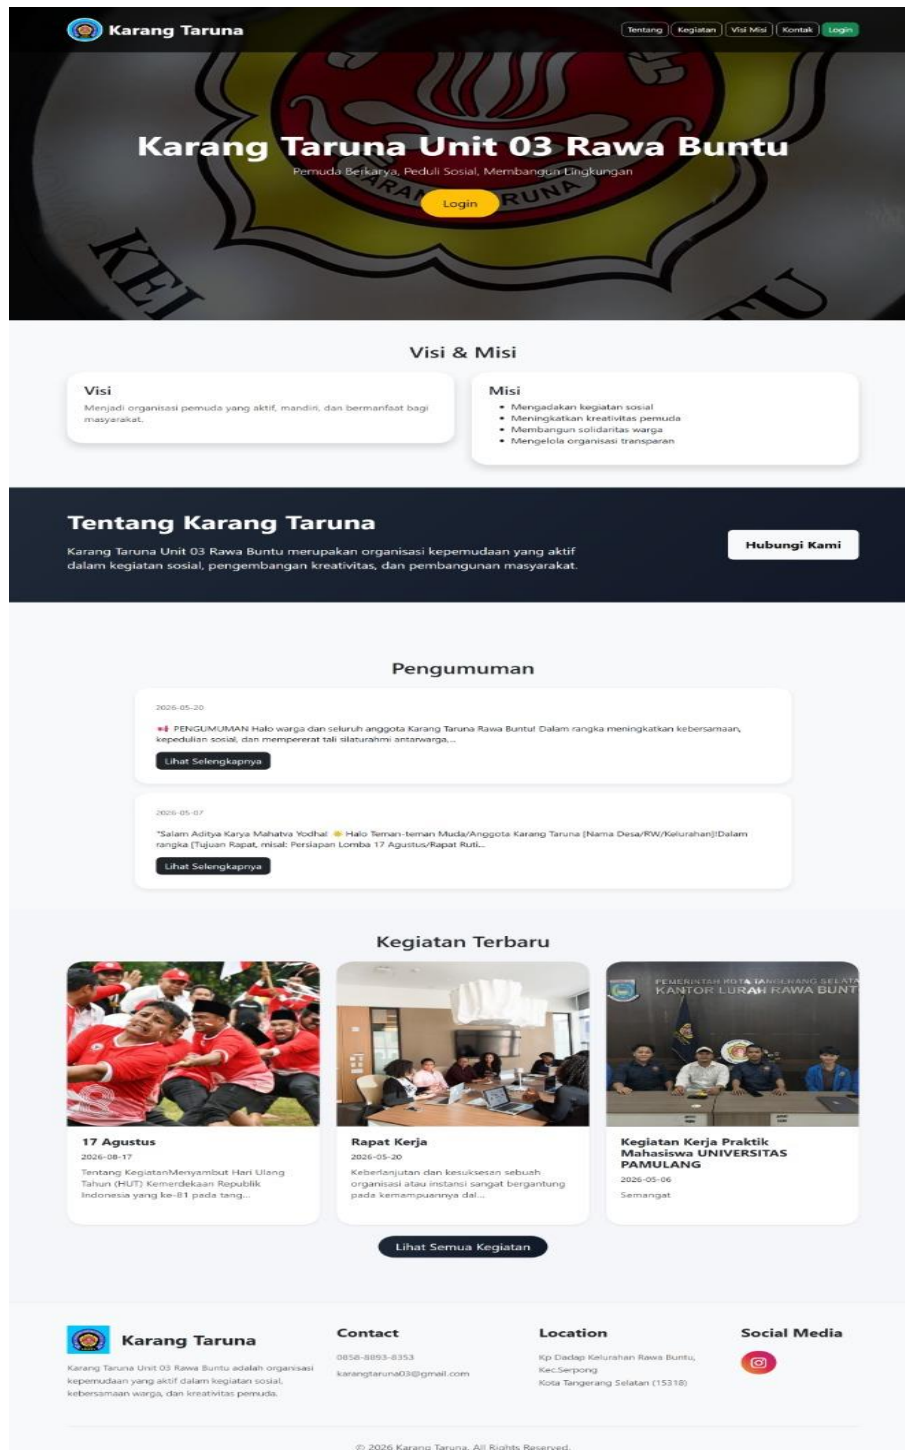 Karang Taruna
Tentang
Kegiatan
Visi Misi
Kontak
Login
Karang Taruna Unit 03 Rawa Buntu
Pemuda Berkarya, Peduli Sosial, Membangun Lingkungan
KARANG TARUNA
Login
Visi & Misi
Visi
Menjadi organisasi pemuda yang aktif, mandiri, dan bermanfaat bagi
masyarakat.
Misi
• Mengadakan kegiatan sosial
• Meningkatkan kreativitas pemuda
• Membangun solidaritas warga
• Mengelola organisasi transparan
Tentang Karang Taruna
Karang Taruna Unit 03 Rawa Buntu merupakan organisasi kepemudaan yang aktif
dalam kegiatan sosial, pengembangan kreativitas, dan pembangunan masyarakat.
Hubungi Kami
Pengumuman
2026-05-20
📢 PENGUMUMAN Halo warga dan seluruh anggota Karang Taruna Rawa Buntu! Dalam rangka meningkatkan kebersamaan,
kepedulian sosial, dan mempererat tali silaturahmi antarwarga,...
Lihat Selengkapnya
2026-05-07
"Salam Aditya Karya Mahatva Yodha! ☀️ Halo Teman-teman Muda/Anggota Karang Taruna [Nama Desa/RW/Kelurahan]!Dalam
rangka [Tujuan Rapat, misal: Persiapan Lomba 17 Agustus/Rapat Ruti...
Lihat Selengkapnya
Kegiatan Terbaru
PEMERINTAH KOTA TANGERANG SELATA
KANTOR LURAH RAWA BUNT
17 Agustus
2026-08-17
Tentang KegiatanMenyambut Hari Ulang
Tahun (HUT) Kemerdekaan Republik
Indonesia yang ke-81 pada tang...
Rapat Kerja
2026-05-20
Keberlanjutan dan kesuksesan sebuah
organisasi atau instansi sangat bergantung
pada kemampuannya dal...
Kegiatan Kerja Praktik
Mahasiswa UNIVERSITAS
PAMULANG
2026-05-06
Semangat
Lihat Semua Kegiatan
Karang Taruna
Karang Taruna Unit 03 Rawa Buntu adalah organisasi
kepemudaan yang aktif dalam kegiatan sosial,
kebersamaan warga, dan kreativitas pemuda.
Contact
0858-8893-8353
karangtaruna03@gmail.com
Location
Kp Dadap Kelurahan Rawa Buntu,
Kec.Serpong
Kota Tangerang Selatan (15318)
Social Media
© 2026 Karang Taruna. All Rights Reserved.